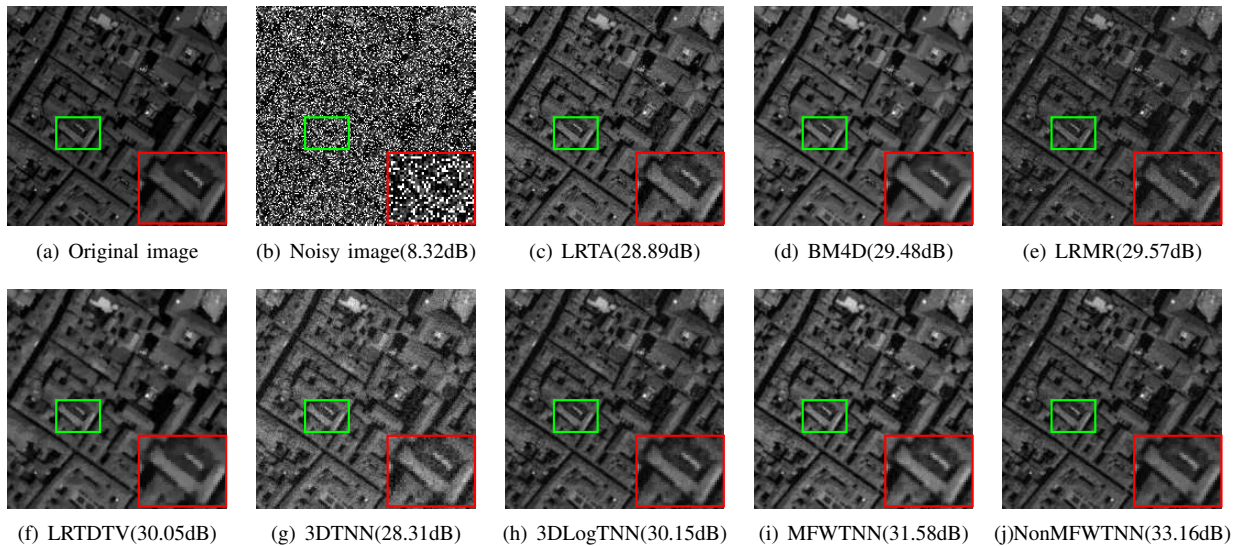 (a) Original image
(b) Noisy image(8.32dB)
(c) LRTA(28.89dB)
(d) BM4D(29.48dB)
(e) LRMR(29.57dB)
(f) LRTDTV(30.05dB)
(g) 3DTNN(28.31dB)
(h) 3DLogTNN(30.15dB)
(i) MFWTNN(31.58dB)
(j)NonMFWTNN(33.16dB)